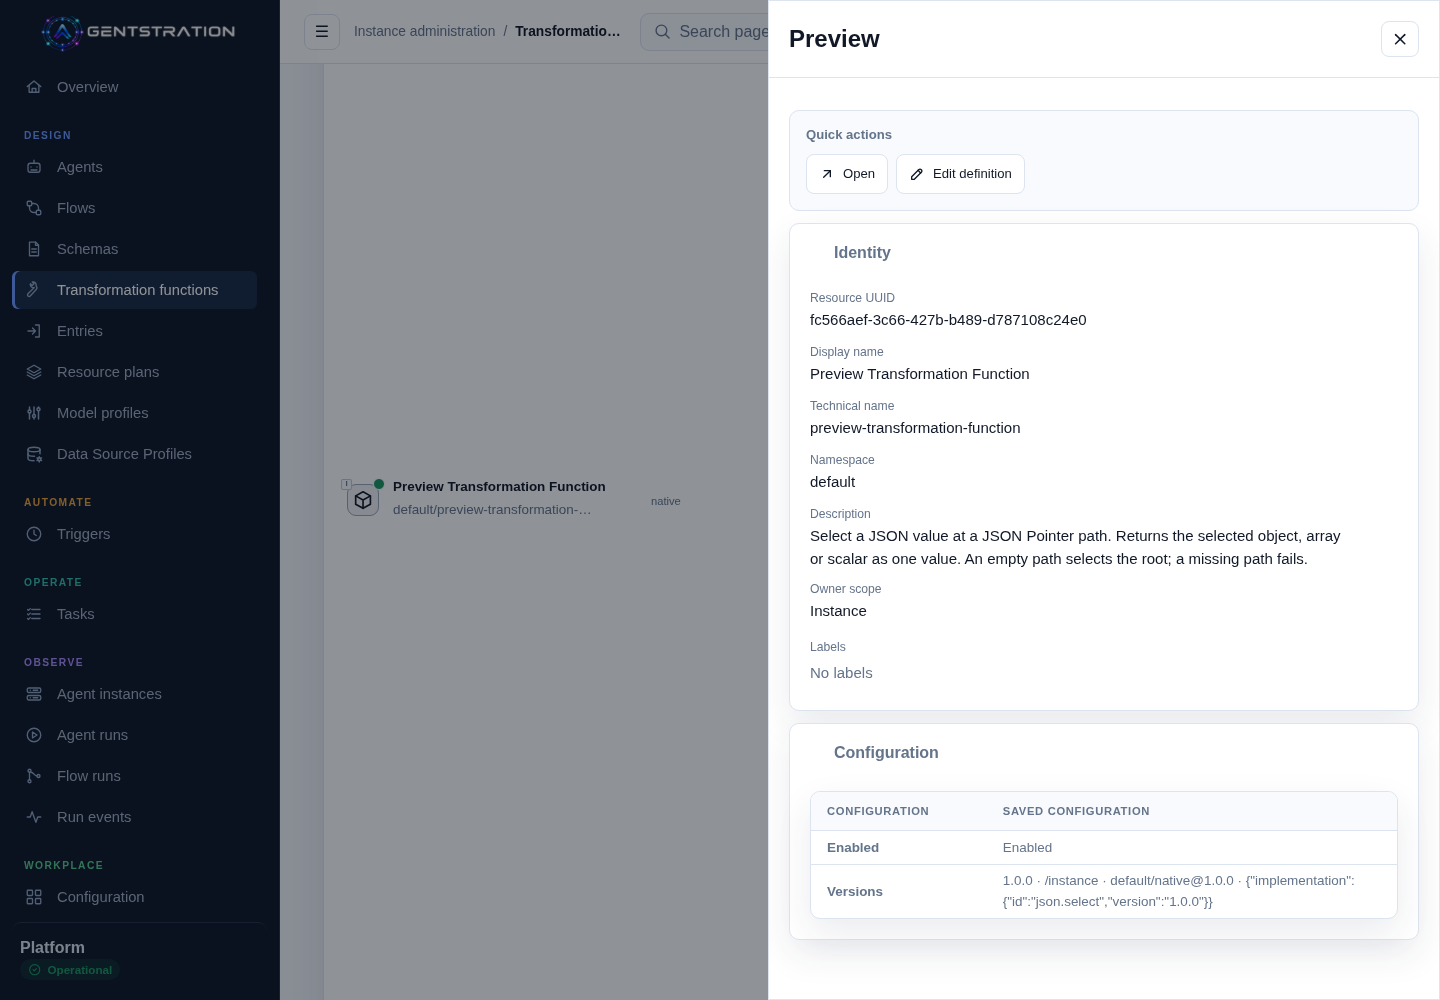 GENTSTRATION
Overview
DESIGN
Agents
Flows
Schemas
Transformation functions
Entries
Resource plans
Model profiles
Data Source Profiles
AUTOMATE
Triggers
OPERATE
Tasks
OBSERVE
Agent instances
Agent runs
Flow runs
Run events
WORKPLACE
Configuration
Platform
Operational
Instance administration / Transformatio…
Search page
I
Preview Transformation Function
default/preview-transformation-…
native
Preview
Quick actions
Open
Edit definition
Identity
Resource UUID
fc566aef-3c66-427b-b489-d787108c24e0
Display name
Preview Transformation Function
Technical name
preview-transformation-function
Namespace
default
Description
Select a JSON value at a JSON Pointer path. Returns the selected object, array
or scalar as one value. An empty path selects the root; a missing path fails.
Owner scope
Instance
Labels
No labels
Configuration
CONFIGURATION SAVED CONFIGURATION
Enabled Enabled
Versions 1.0.0 · /instance · default/native@1.0.0 · {"implementation":
{"id":"json.select","version":"1.0.0"}}